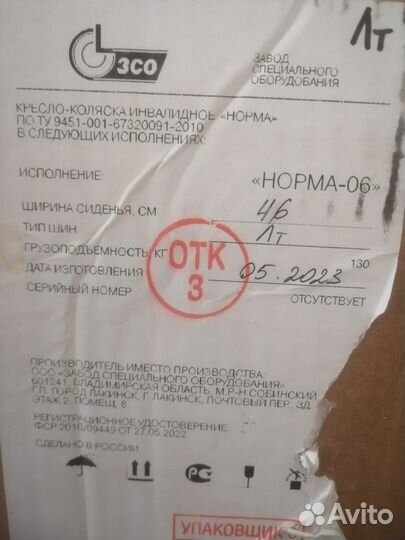 Лт
ЗСО
ЗАВОД
СПЕЦИАЛЬНОГО
ОБОРУДОВАНИЯ
КРЕСЛО-КОЛЯСКА ИНВАЛИДНОЕ «НОРМА»
ПО ТУ 9451-001-67320091-2010
В СЛЕДУЮЩИХ ИСПОЛНЕНИЯХ:
ИСПОЛНЕНИЕ: «НОРМА-06»
ШИРИНА СИДЕНЬЯ, СМ 46
ТИП ШИН Лт
ГРУЗОПОДЪЕМНОСТЬ, КГ 130
ДАТА ИЗГОТОВЛЕНИЯ 05.2023
СЕРИЙНЫЙ НОМЕР ОТСУТСТВУЕТ
ОТК
3
ПРОИЗВОДИТЕЛЬ И МЕСТО ПРОИЗВОДСТВА:
ООО «ЗАВОД СПЕЦИАЛЬНОГО ОБОРУДОВАНИЯ»
601241, ВЛАДИМИРСКАЯ ОБЛАСТЬ, М.Р-Н СОБИНСКИЙ,
Г.П. ГОРОД ЛАКИНСК, Г. ЛАКИНСК, ПОЧТОВЫЙ ПЕР., ЗД.
ЭТАЖ 2, ПОМЕЩ. 8.
РЕГИСТРАЦИОННОЕ УДОСТОВЕРЕНИЕ:
ФСР 2010/09449 ОТ 27.05.2022
СДЕЛАНО В РОССИИ
УПАКОВЩИК
Avito